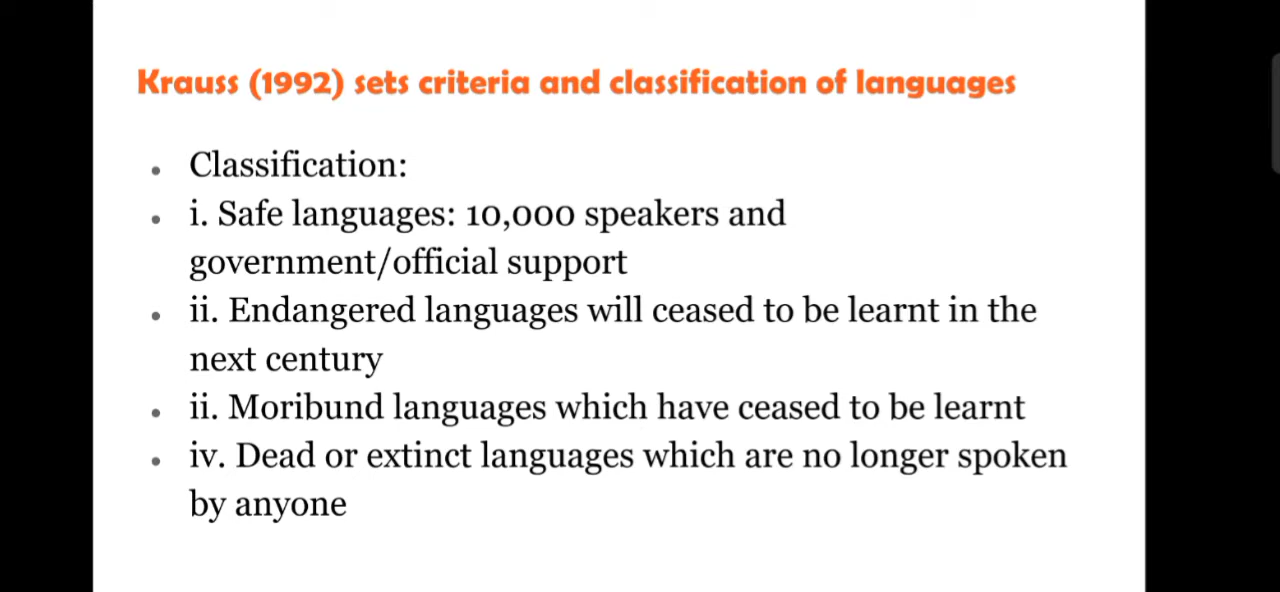 Krauss (1992) sets criteria and classification of languages
• Classification:
• i. Safe languages: 10,000 speakers and
government/official support
• ii. Endangered languages will ceased to be learnt in the
next century
• ii. Moribund languages which have ceased to be learnt
• iv. Dead or extinct languages which are no longer spoken
by anyone